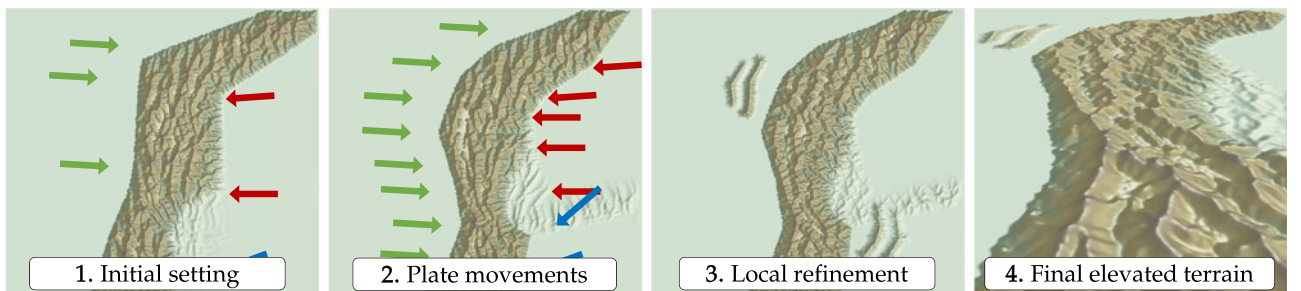 1. Initial setting
2. Plate movements
3. Local refinement
4. Final elevated terrain